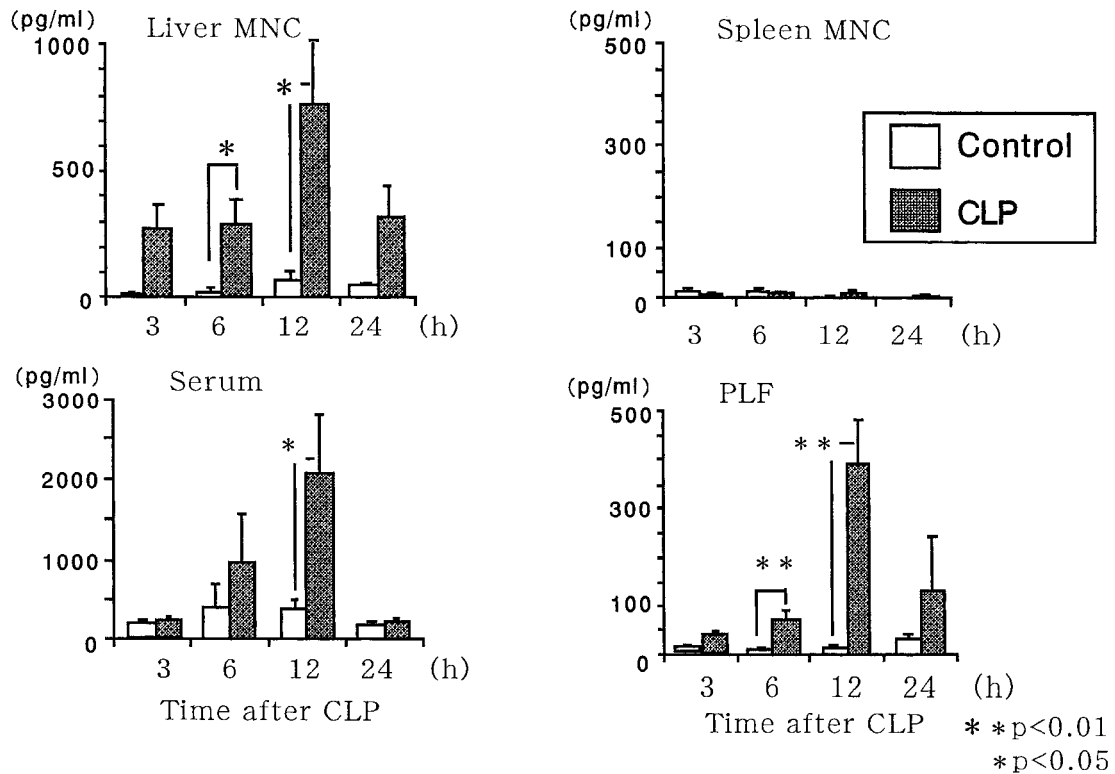 (pg/ml)
Liver MNC
1000
500
0
*
*
3 6 12 24 (h)
Spleen MNC
500
300
100
0
3 6 12 24 (h)
Control
CLP
(pg/ml)
Serum
3000
2000
1000
0
*
3 6 12 24 (h)
Time after CLP
(pg/ml)
PLF
500
300
100
0
**
**
3 6 12 24 (h)
Time after CLP
**p<0.01
*p<0.05